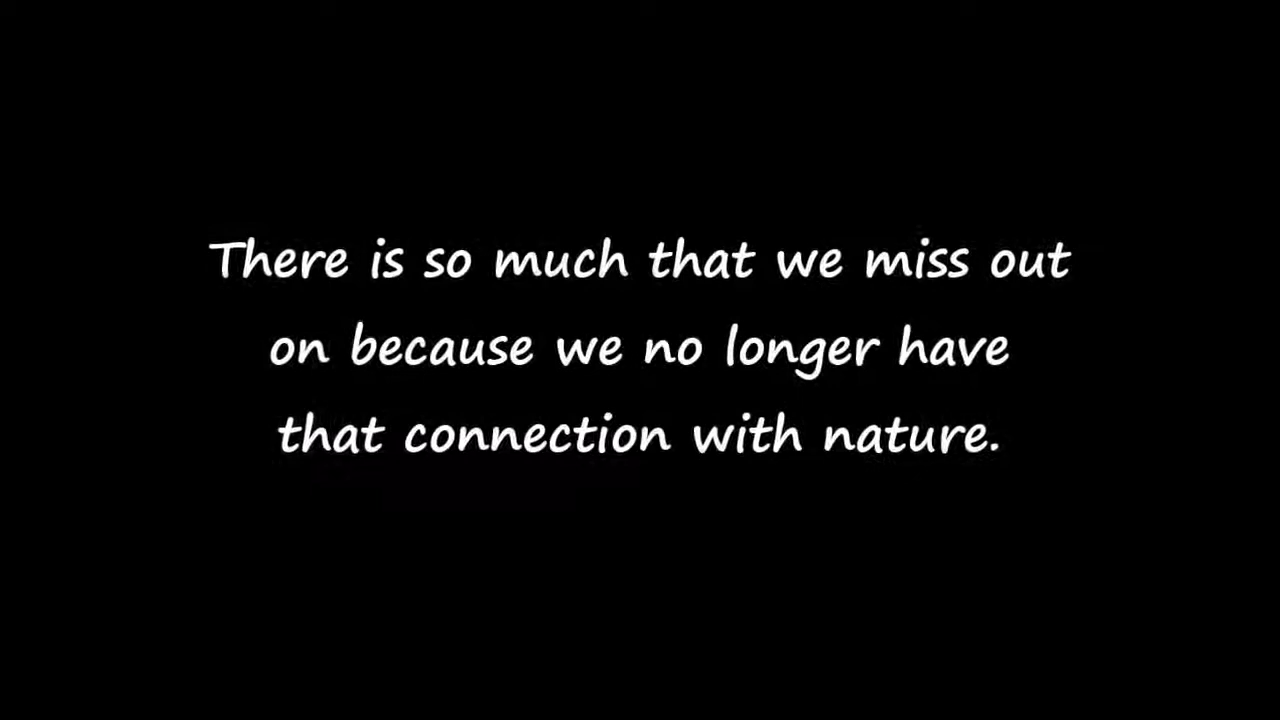 There is so much that we miss out
on because we no longer have
that connection with nature.